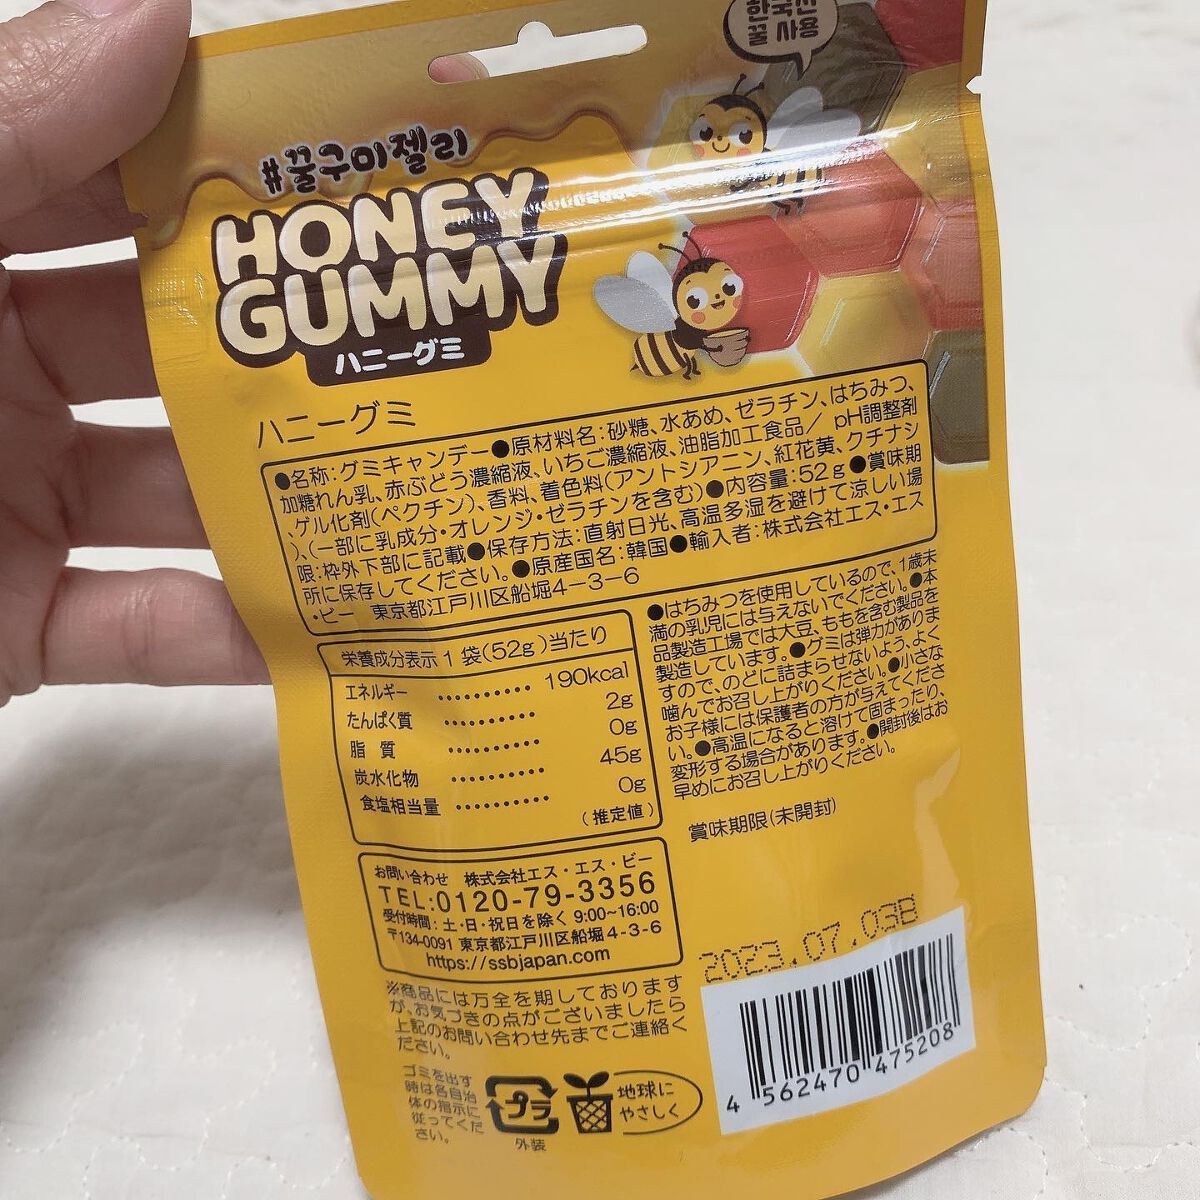 #꿀구미젤리
HONEY
GUMMY
ハニーグミ
ハニーグミ
●名称:グミキャンデー●原材料名:砂糖、水あめ、ゼラチン、はちみつ、
加糖れん乳、赤ぶどう濃縮液、いちご濃縮液、油脂加工食品/ pH調整剤
、ゲル化剤(ペクチン)、香料、着色料(アントシアニン、紅花黄、クチナシ
)、(一部に乳成分・オレンジ・ゼラチンを含む)●内容量:52g●賞味期
限:枠外下部に記載●保存方法:直射日光、高温多湿を避けて涼しい場
所に保存してください。●原産国名:韓国●輸入者:株式会社エス・エス
・ビー 東京都江戸川区船堀4−3−6
栄養成分表示1袋(52g)当たり
エネルギー ‥‥‥‥‥ 190kcal
たんぱく質 ‥‥‥‥‥ 2g
脂 質 ‥‥‥‥‥ 0g
炭水化物 ‥‥‥‥‥ 45g
食塩相当量 ‥‥‥‥‥ 0g
(推定値)
●はちみつを使用しているので、1歳未
満の乳児には与えないでください。●本
品製造工場では大豆、ももを含む製品を
製造しています。●グミは弾力がありま
すので、のどに詰まらせないよう、よく
噛んでお召し上がりください。●小さな
お子様には保護者の方が与えてくださ
い。●高温になると溶けて固まったり、
変形する場合があります。●開封後はお
早めにお召し上がりください。
賞味期限(未開封)
2023.07.03B
お問い合わせ 株式会社エス・エス・ビー
TEL:0120-79-3356
受付時間:土・日・祝日を除く 9:00~16:00
〒134-0091 東京都江戸川区船堀4-3-6
https://ssbjapan.com
※商品には万全を期しております
が、お気づきの点がございましたら
上記のお問い合わせ先までご連絡く
ださい。
ゴミを出す
時は各自治
体の指示に
従ってくだ
さい。
プラ
外装
地球に
やさしく
4 562470 475208